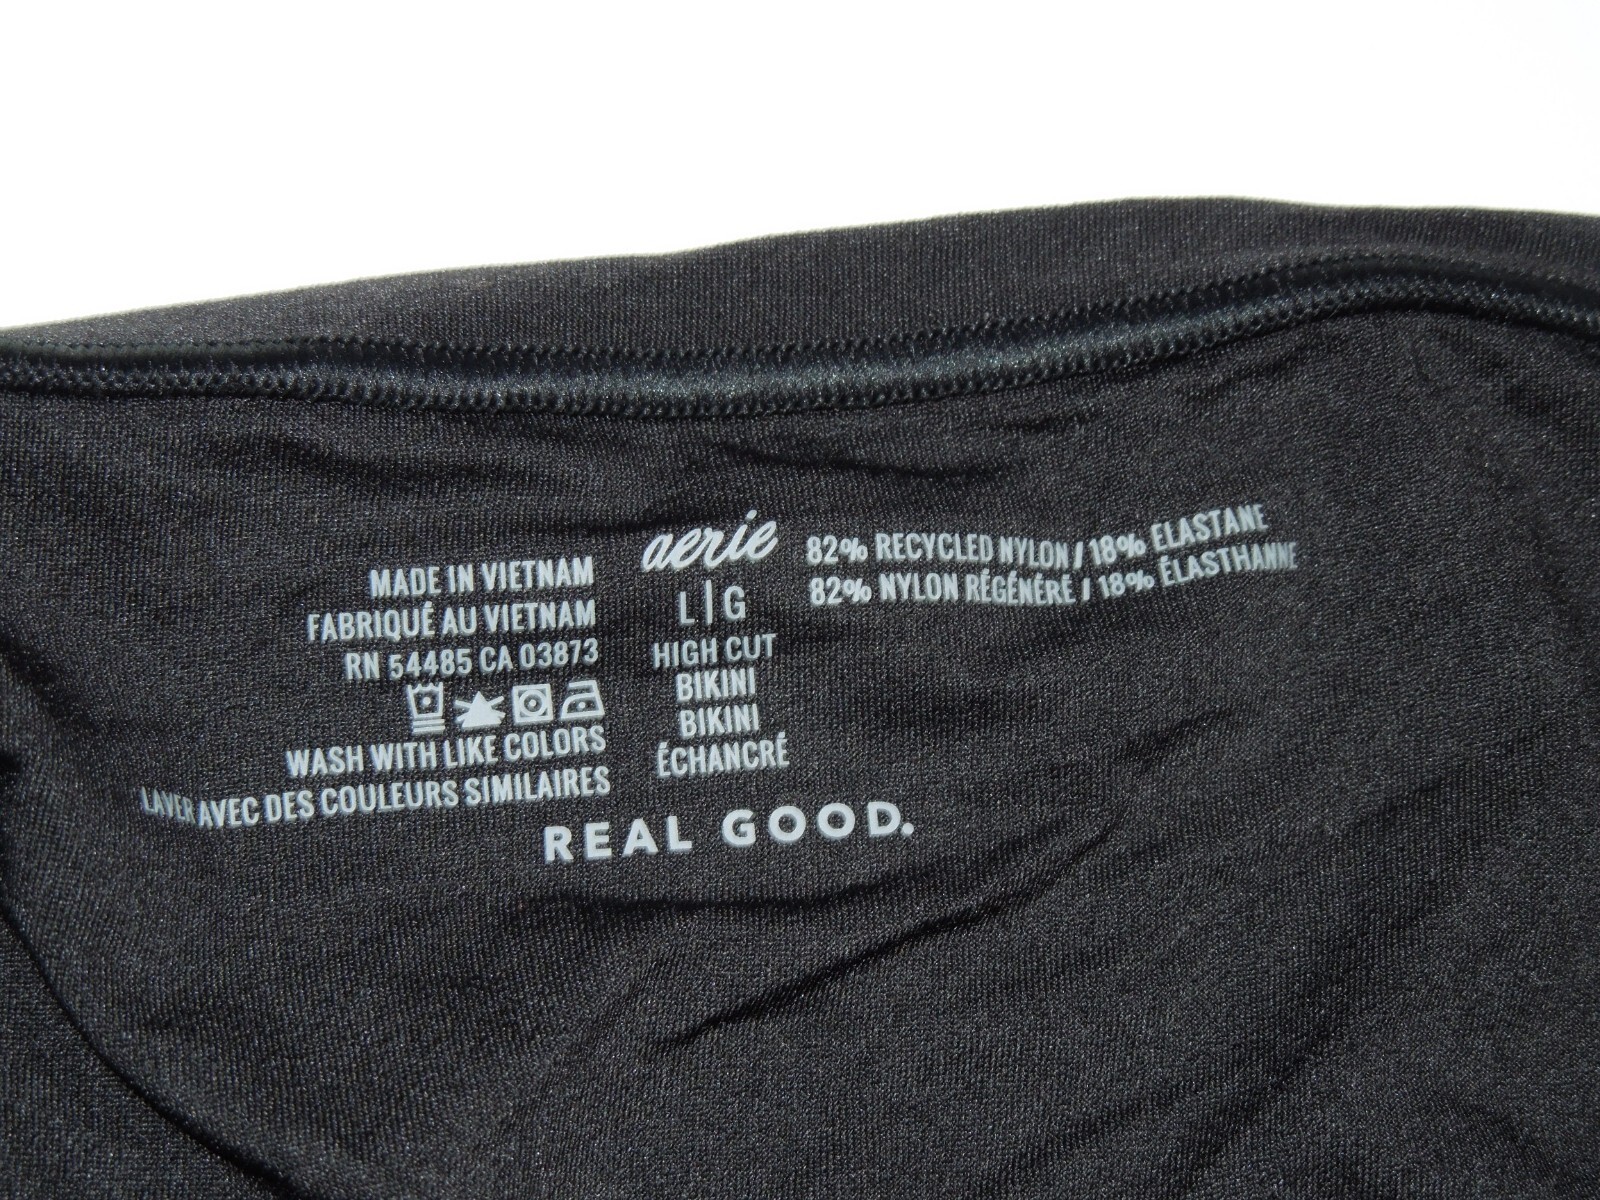 MADE IN VIETNAM
FABRIQUÉ AU VIETNAM
RN 54485 CA 03873
WASH WITH LIKE COLORS
LAVER AVEC DES COULEURS SIMILAIRES
aerie
L|G
HIGH CUT
BIKINI
BIKINI
ÉCHANCRÉ
82% RECYCLED NYLON / 18% ELASTANE
82% NYLON RÉGÉNÉRÉ / 18% ÉLASTHANNE
REAL GOOD.